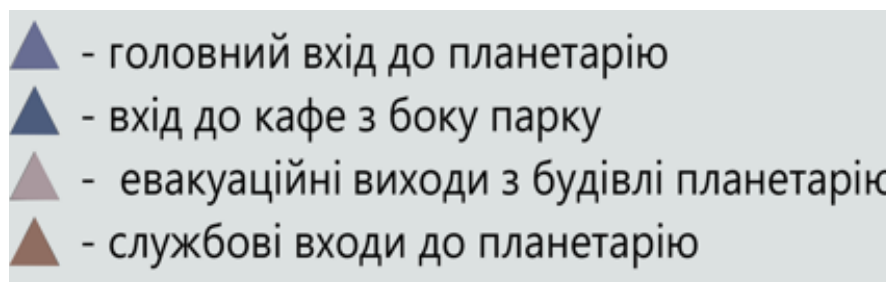 - головний вхід до планетарію
- вхід до кафе з боку парку
- евакуаційні виходи з будівлі планетарію
- службові входи до планетарію